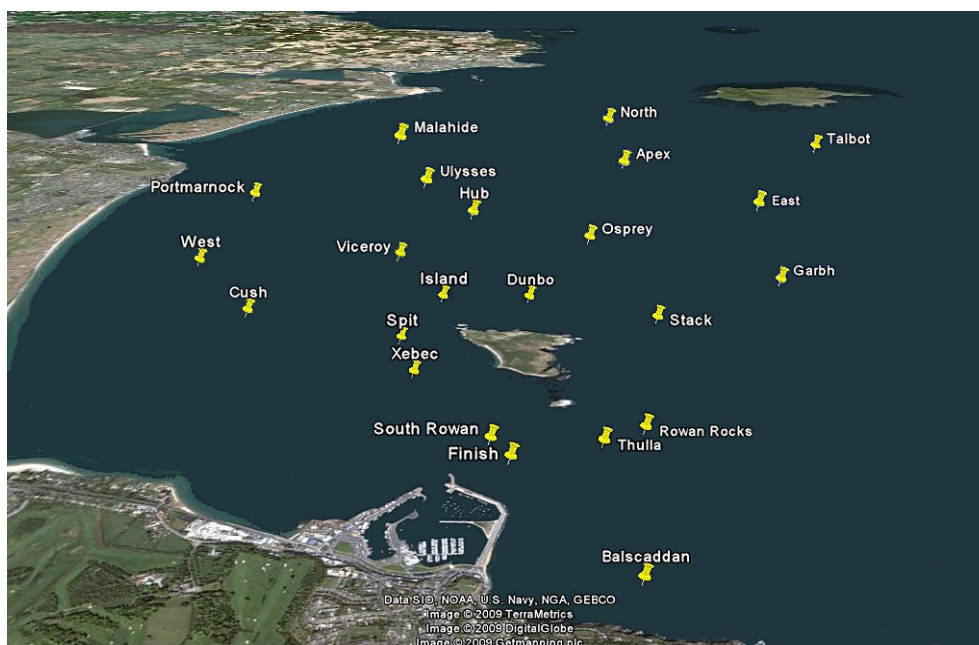 North
Malahide
Talbot
Apex
Ulysses
Portmarnock
Hub
East
Osprey
West
Viceroy
Garbh
Island
Dunbo
Cush
Stack
Spit
Xebec
South Rowan
Rowan Rocks
Thulla
Finish
Balscaddan
Data SIO, NOAA, U.S. Navy, NGA, GEBCO
Image © 2009 TerraMetrics
Image © 2009 DigitalGlobe
Image © 2009 Getmapping plc